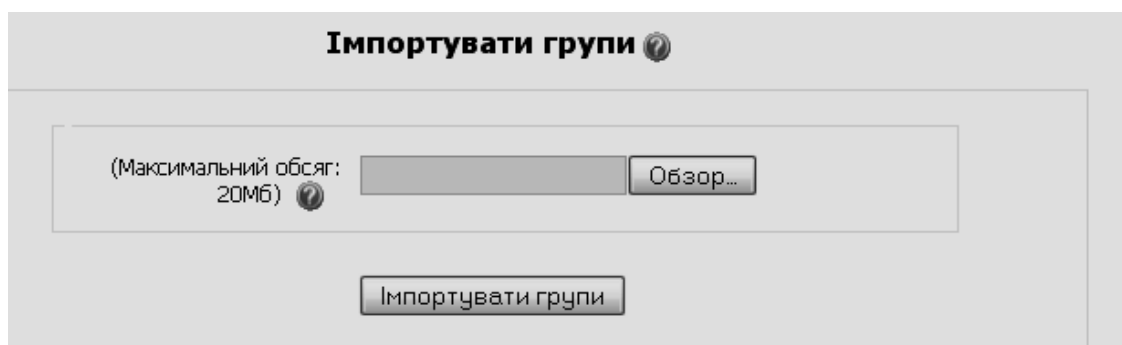 Імпортувати групи
(Максимальний обсяг:
20Мб)
Обзор...
Імпортувати групи